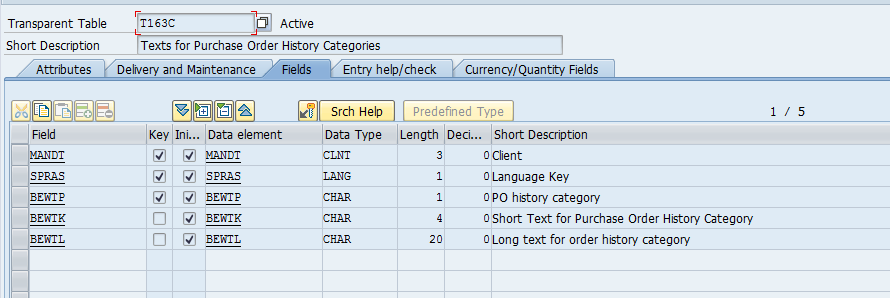 Transparent Table T163C Active
Short Description Texts for Purchase Order History Categories
Attributes Delivery and Maintenance Fields Entry help/check Currency/Quantity Fields
Srch Help Predefined Type 1 / 5
Field Key Ini... Data element Data Type Length Deci... Short Description
MANDT MANDT CLNT 3 0 Client
SPRAS SPRAS LANG 1 0 Language Key
BEWTP BEWTP CHAR 1 0 PO history category
BEWTK BEWTK CHAR 4 0 Short Text for Purchase Order History Category
BEWTL BEWTL CHAR 20 0 Long text for order history category